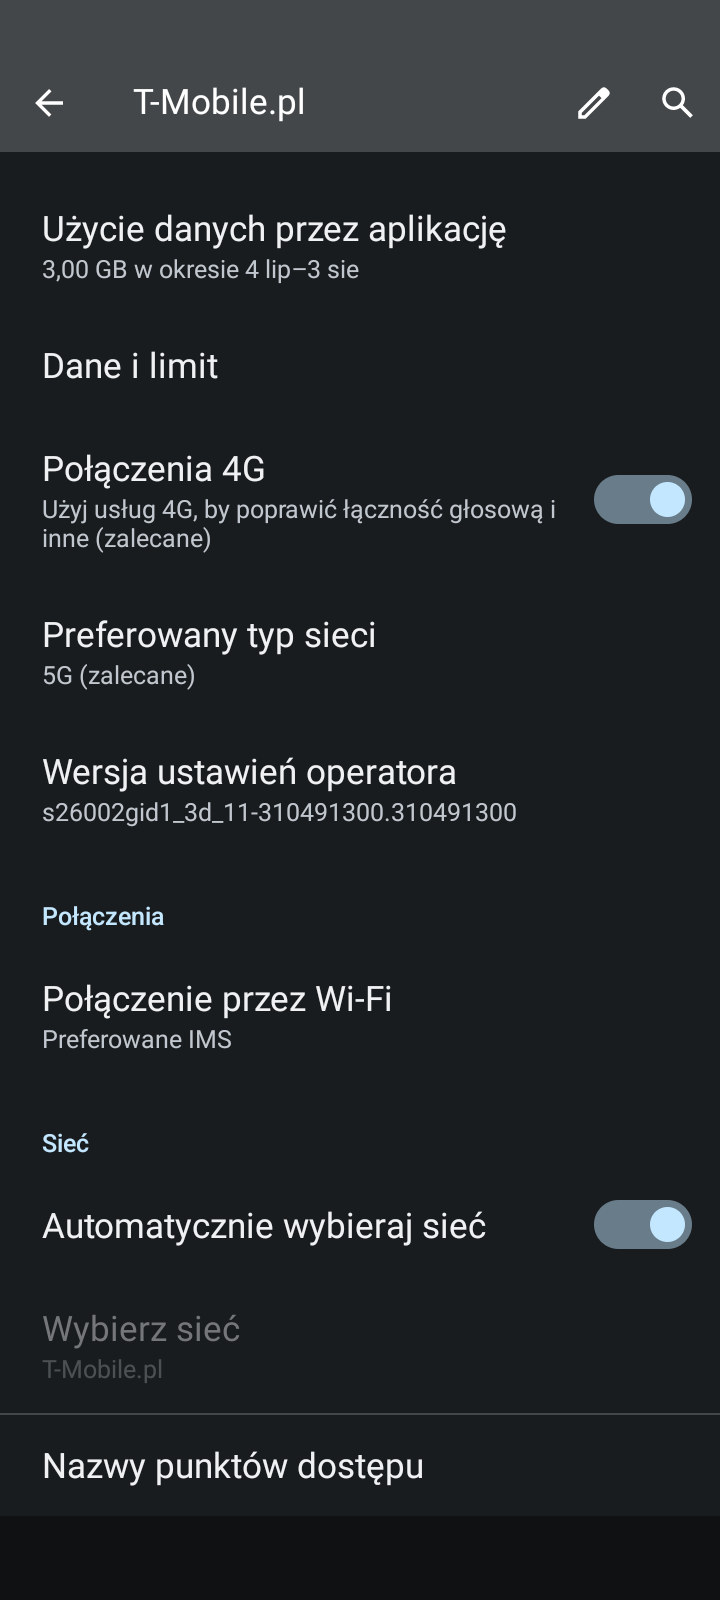 T-Mobile.pl
Użycie danych przez aplikację
3,00 GB w okresie 4 lip–3 sie
Dane i limit
Połączenia 4G
Użyj usług 4G, by poprawić łączność głosową i
inne (zalecane)
Preferowany typ sieci
5G (zalecane)
Wersja ustawień operatora
s26002gid1_3d_11-310491300.310491300
Połączenia
Połączenie przez Wi-Fi
Preferowane IMS
Sieć
Automatycznie wybieraj sieć
Wybierz sieć
T-Mobile.pl
Nazwy punktów dostępu